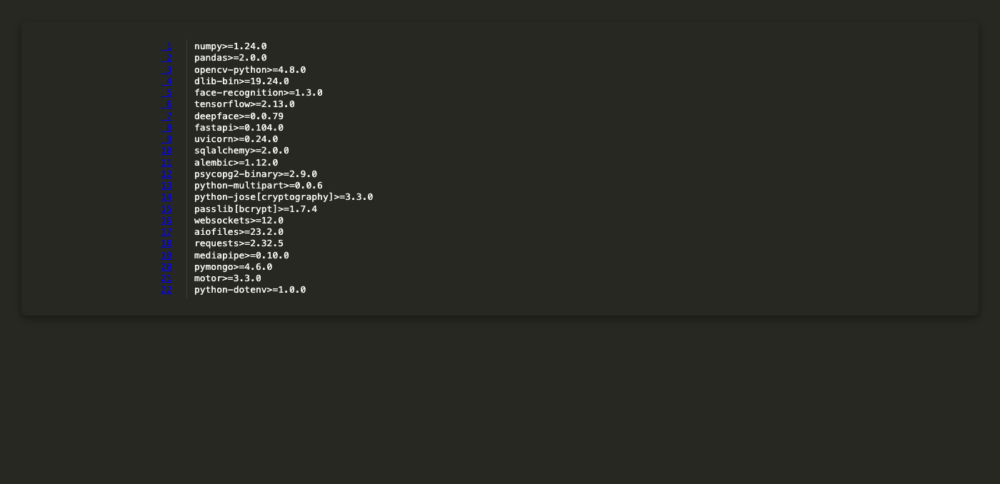 1 numpy>=1.24.0
2 pandas>=2.0.0
3 opencv-python>=4.8.0
4 dlib-bin>=19.24.0
5 face-recognition>=1.3.0
6 tensorflow>=2.13.0
7 deepface>=0.0.79
8 fastapi>=0.104.0
9 uvicorn>=0.24.0
10 sqlalchemy>=2.0.0
11 alembic>=1.12.0
12 psycopg2-binary>=2.9.0
13 python-multipart>=0.0.6
14 python-jose[cryptography]>=3.3.0
15 passlib[bcrypt]>=1.7.4
16 websockets>=12.0
17 aiofiles>=23.2.0
18 requests>=2.32.5
19 mediapipe>=0.10.0
20 pymongo>=4.6.0
21 motor>=3.3.0
22 python-dotenv>=1.0.0